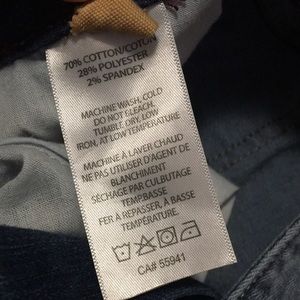 70% COTTON/COTON
28% POLYESTER
2% SPANDEX
MACHINE WASH, COLD
DO NOT BLEACH.
TUMBLE DRY, LOW
IRON, AT LOW TEMPERATURE
MACHINE À LAVER CHAUD
NE PAS UTILISER D'AGENT DE
BLANCHIMENT
SÉCHAGE PAR CULBUTAGE
TEMP.BASSE
FER À REPASSER, À BASSE
TEMPÉRATURE.
CA# 55941